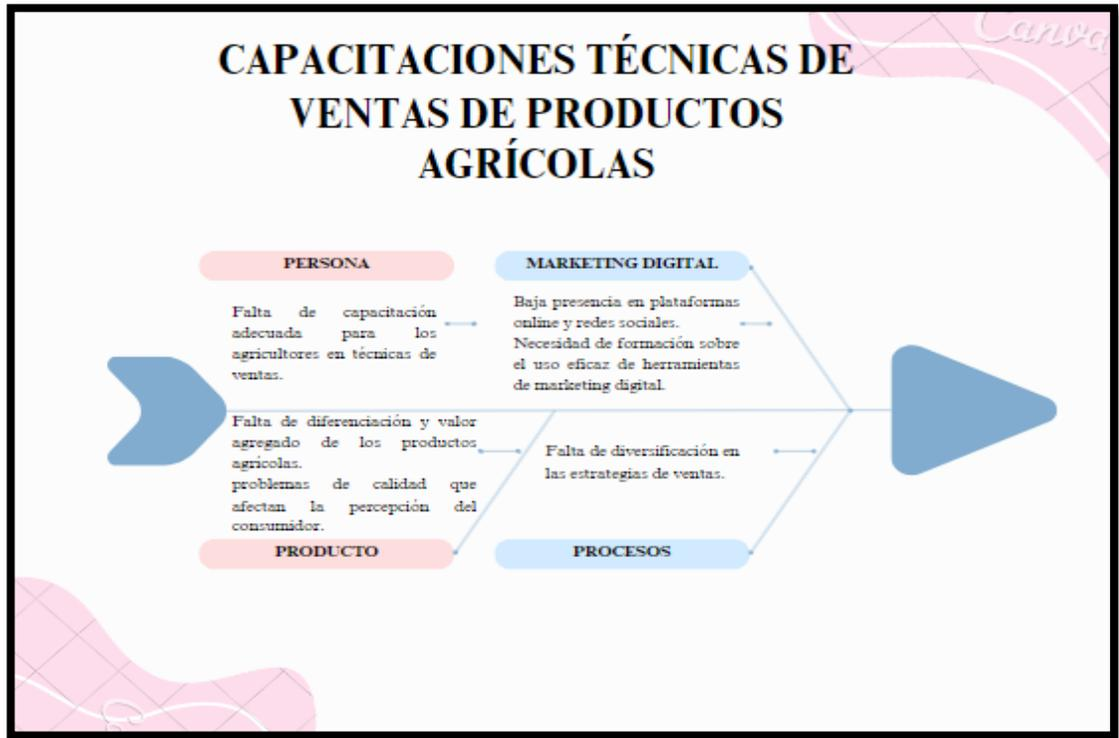 Canva
CAPACITACIONES TÉCNICAS DE
VENTAS DE PRODUCTOS
AGRÍCOLAS
PERSONA
Falta de capacitación
adecuada para los
agricultores en técnicas de
ventas.
MARKETING DIGITAL
Baja presencia en plataformas
online y redes sociales.
Necesidad de formación sobre
el uso eficaz de herramientas
de marketing digital.
Falta de diferenciación y valor
agregado de los productos
agrícolas.
problemas de calidad que
afectan la percepción del
consumidor.
PRODUCTO
Falta de diversificación en
las estrategias de ventas.
PROCESOS